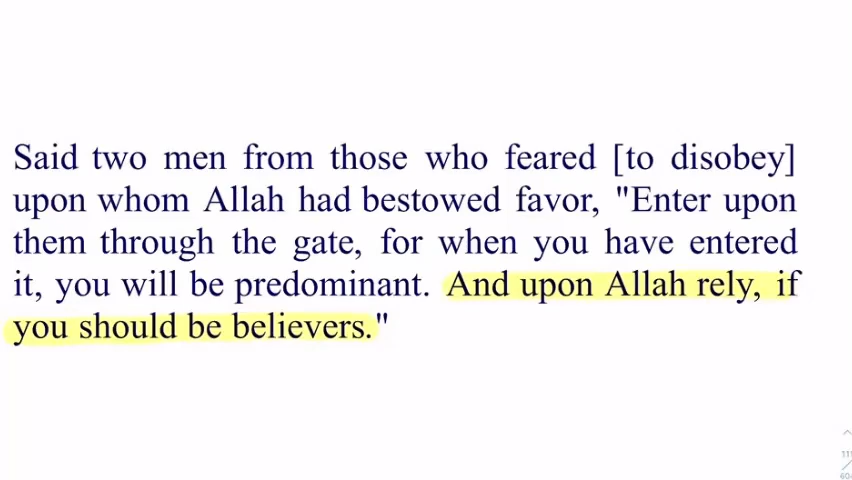 Said two men from those who feared [to disobey]
upon whom Allah had bestowed favor, "Enter upon
them through the gate, for when you have entered
it, you will be predominant. And upon Allah rely, if
you should be believers."